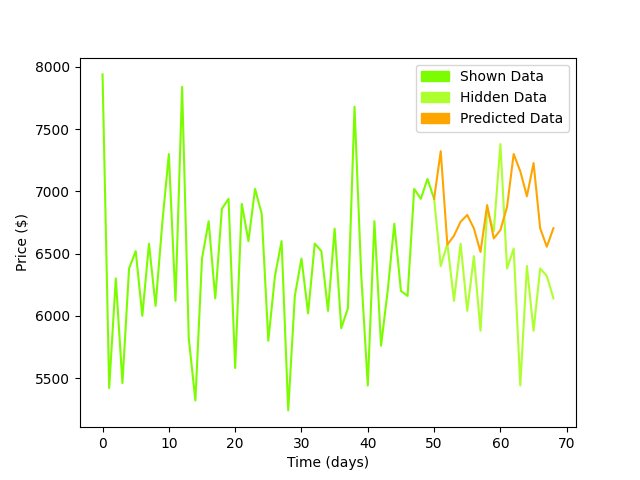 8000
7500
7000
6500
6000
5500
Price ($)
0 10 20 30 40 50 60 70
Time (days)
Shown Data
Hidden Data
Predicted Data